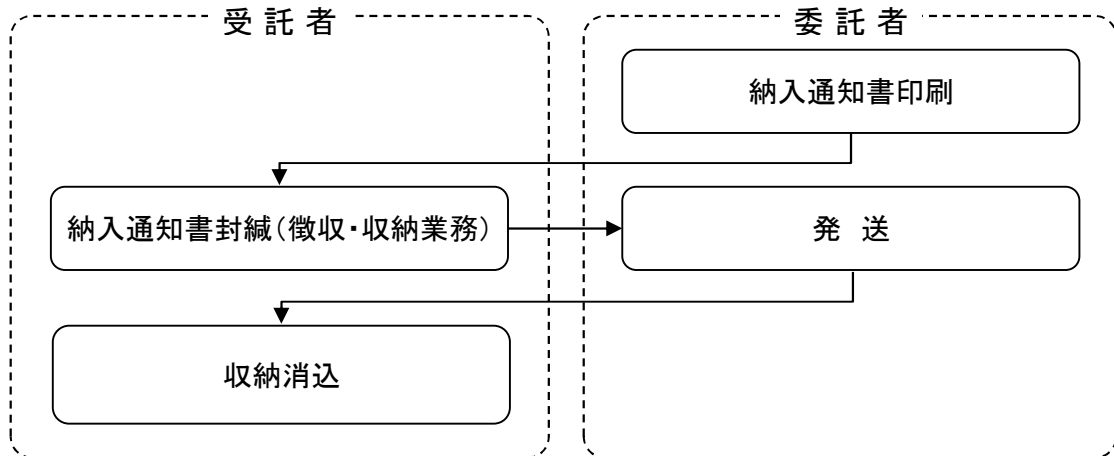 受託者
委託者
納入通知書印刷
納入通知書封緘(徴収・収納業務)
発 送
収納消込